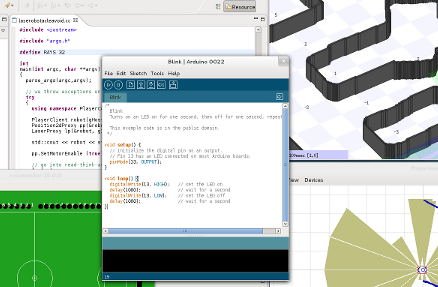 laserobstacleavoid.cc
Resource
#include <iostream>
#include "args.h"
#define RAYS 32
int
main(int argc, char **argv)
{
parse_args(argc,argv);
// we throw exceptions on
try
{
using namespace PlayerC
PlayerClient robot(gHos
Position2dProxy pp(&rob
LaserProxy lp(&robot, g
std::cout << robot <<
pp.SetMotorEnable (true
// go into read-think-a
Blink | Arduino 0022
File Edit Sketch Tools Help
Blink
/*
Blink
Turns on an LED on for one second, then off for one second, repeat
This example code is in the public domain.
*/
void setup() {
// initialize the digital pin as an output.
// Pin 13 has an LED connected on most Arduino boards:
pinMode(13, OUTPUT);
}
void loop() {
digitalWrite(13, HIGH); // set the LED on
delay(1000); // wait for a second
digitalWrite(13, LOW); // set the LED off
delay(1000); // wait for a second
}
View Devices